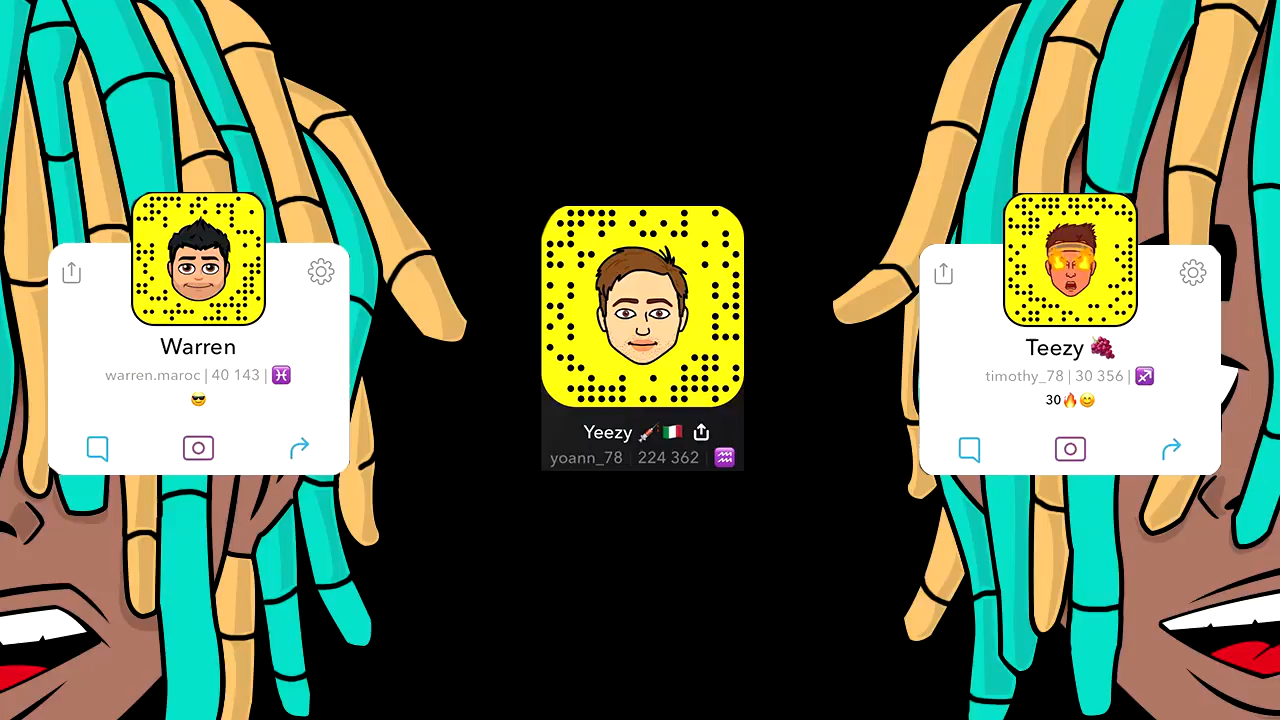 Warren
warren.maroc | 40 143 | ♓
😎
Yeezy 💉🇮🇹
yoann_78 | 224 362 | ♒
Teezy 🍇
timothy_78 | 30 356 | ♐
30🔥😊